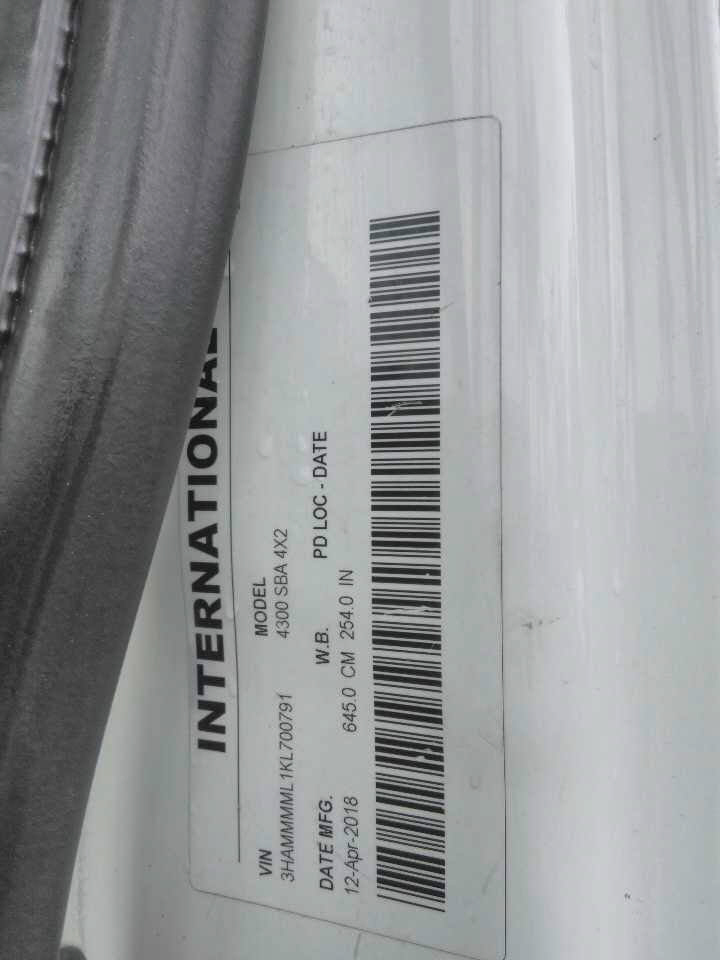 INTERNATIONAL
VIN MODEL
3HAMMMML1KL700791 4300 SBA 4X2
DATE MFG. W.B. PD LOC - DATE
12-Apr-2018 645.0 CM 254.0 IN